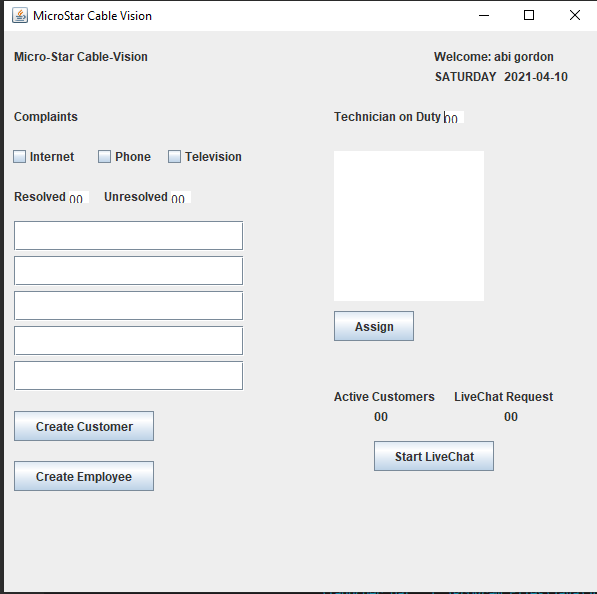 MicroStar Cable Vision
Micro-Star Cable-Vision
Welcome: abi gordon
SATURDAY 2021-04-10
Complaints
Technician on Duty 00
Internet Phone Television
Resolved 00 Unresolved 00
Assign
Active Customers LiveChat Request
00 00
Create Customer
Start LiveChat
Create Employee